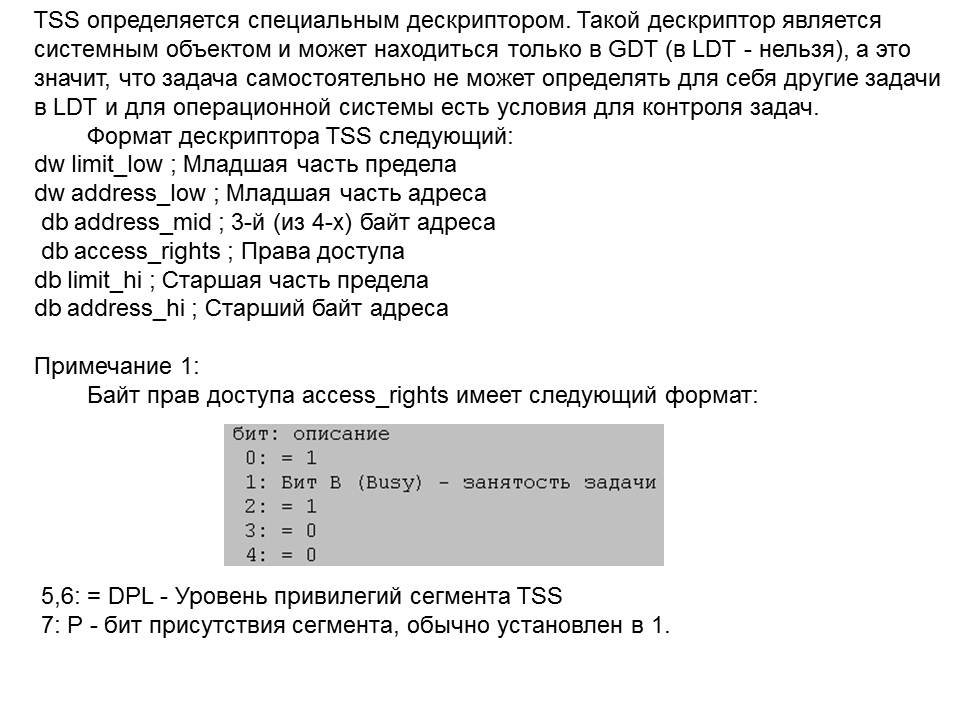 TSS определяется специальным дескриптором. Такой дескриптор является
системным объектом и может находиться только в GDT (в LDT - нельзя), а это
значит, что задача самостоятельно не может определять для себя другие задачи
в LDT и для операционной системы есть условия для контроля задач.
Формат дескриптора TSS следующий:
dw limit_low ; Младшая часть предела
dw address_low ; Младшая часть адреса
db address_mid ; 3-й (из 4-х) байт адреса
db access_rights ; Права доступа
db limit_hi ; Старшая часть предела
db address_hi ; Старший байт адреса
Примечание 1:
Байт прав доступа access_rights имеет следующий формат:
бит: описание
0: = 1
1: Бит B (Busy) - занятость задачи
2: = 1
3: = 0
4: = 0
5,6: = DPL - Уровень привилегий сегмента TSS
7: P - бит присутствия сегмента, обычно установлен в 1.